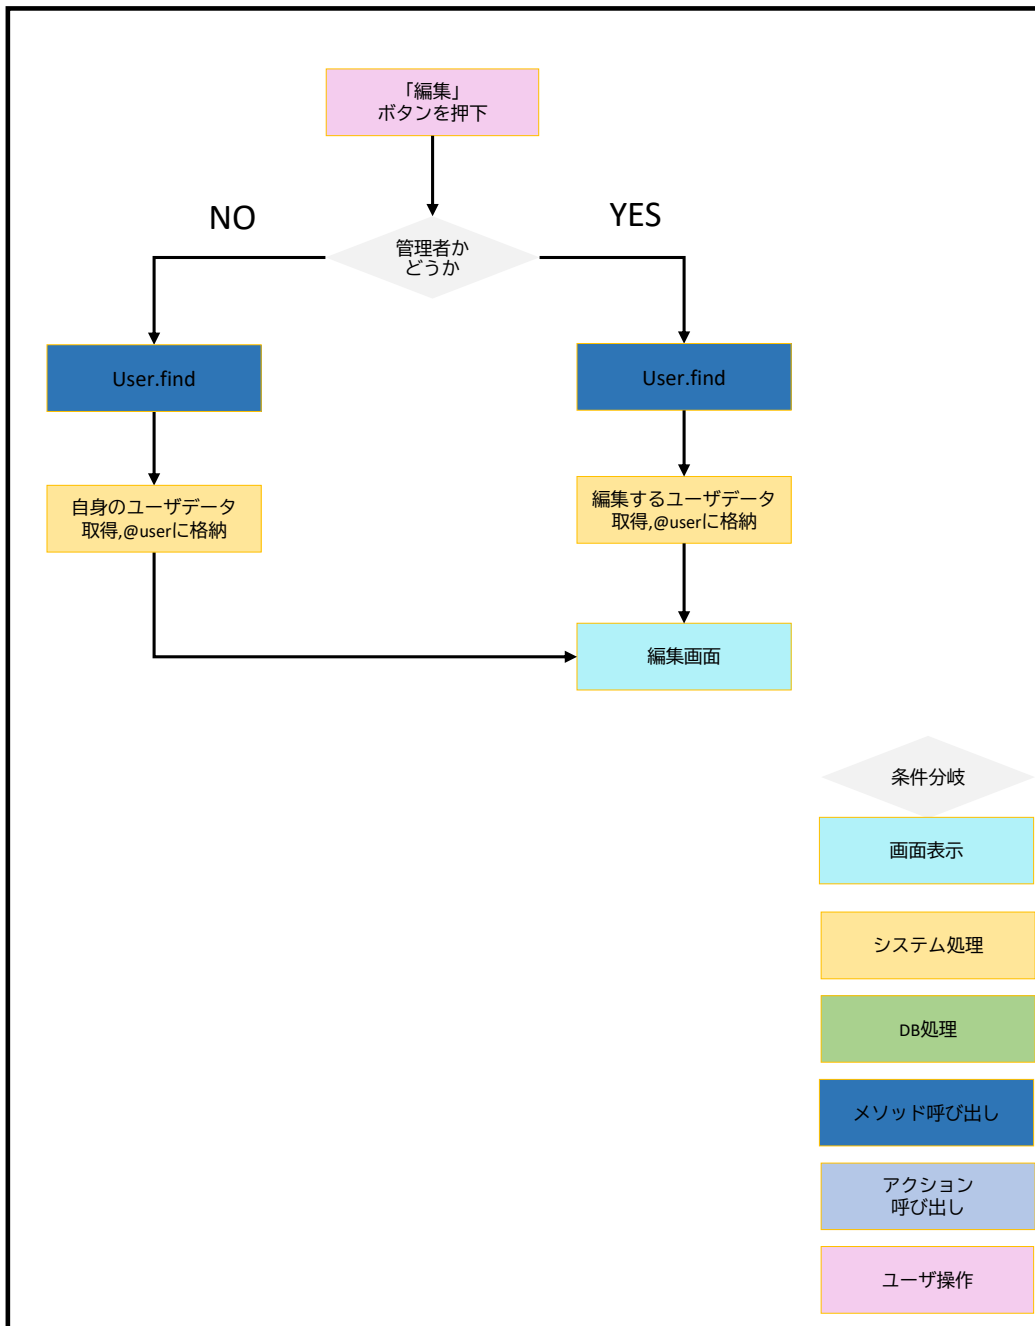 「編集」
ボタンを押下
NO
YES
管理者か
どうか
User.find
User.find
自身のユーザデータ
取得,@userに格納
編集するユーザデータ
取得,@userに格納
編集画面
条件分岐
画面表示
システム処理
DB処理
メソッド呼び出し
アクション
呼び出し
ユーザ操作